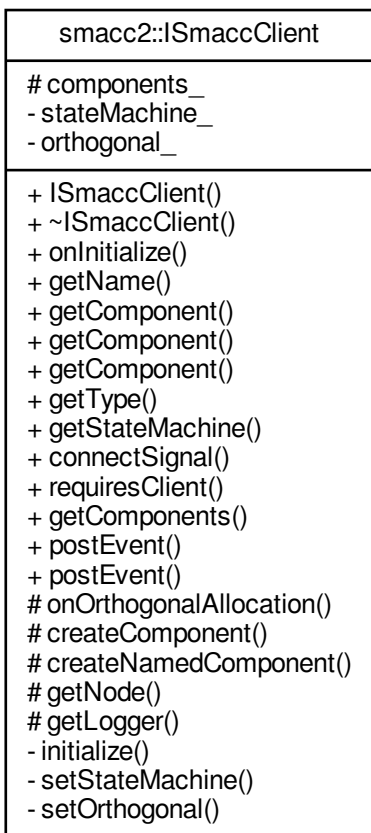 smacc2::ISmaccClient
# components_
- stateMachine_
- orthogonal_
+ ISmaccClient()
+ ~ISmaccClient()
+ onInitialize()
+ getName()
+ getComponent()
+ getComponent()
+ getComponent()
+ getType()
+ getStateMachine()
+ connectSignal()
+ requiresClient()
+ getComponents()
+ postEvent()
+ postEvent()
# onOrthogonalAllocation()
# createComponent()
# createNamedComponent()
# getNode()
# getLogger()
- initialize()
- setStateMachine()
- setOrthogonal()